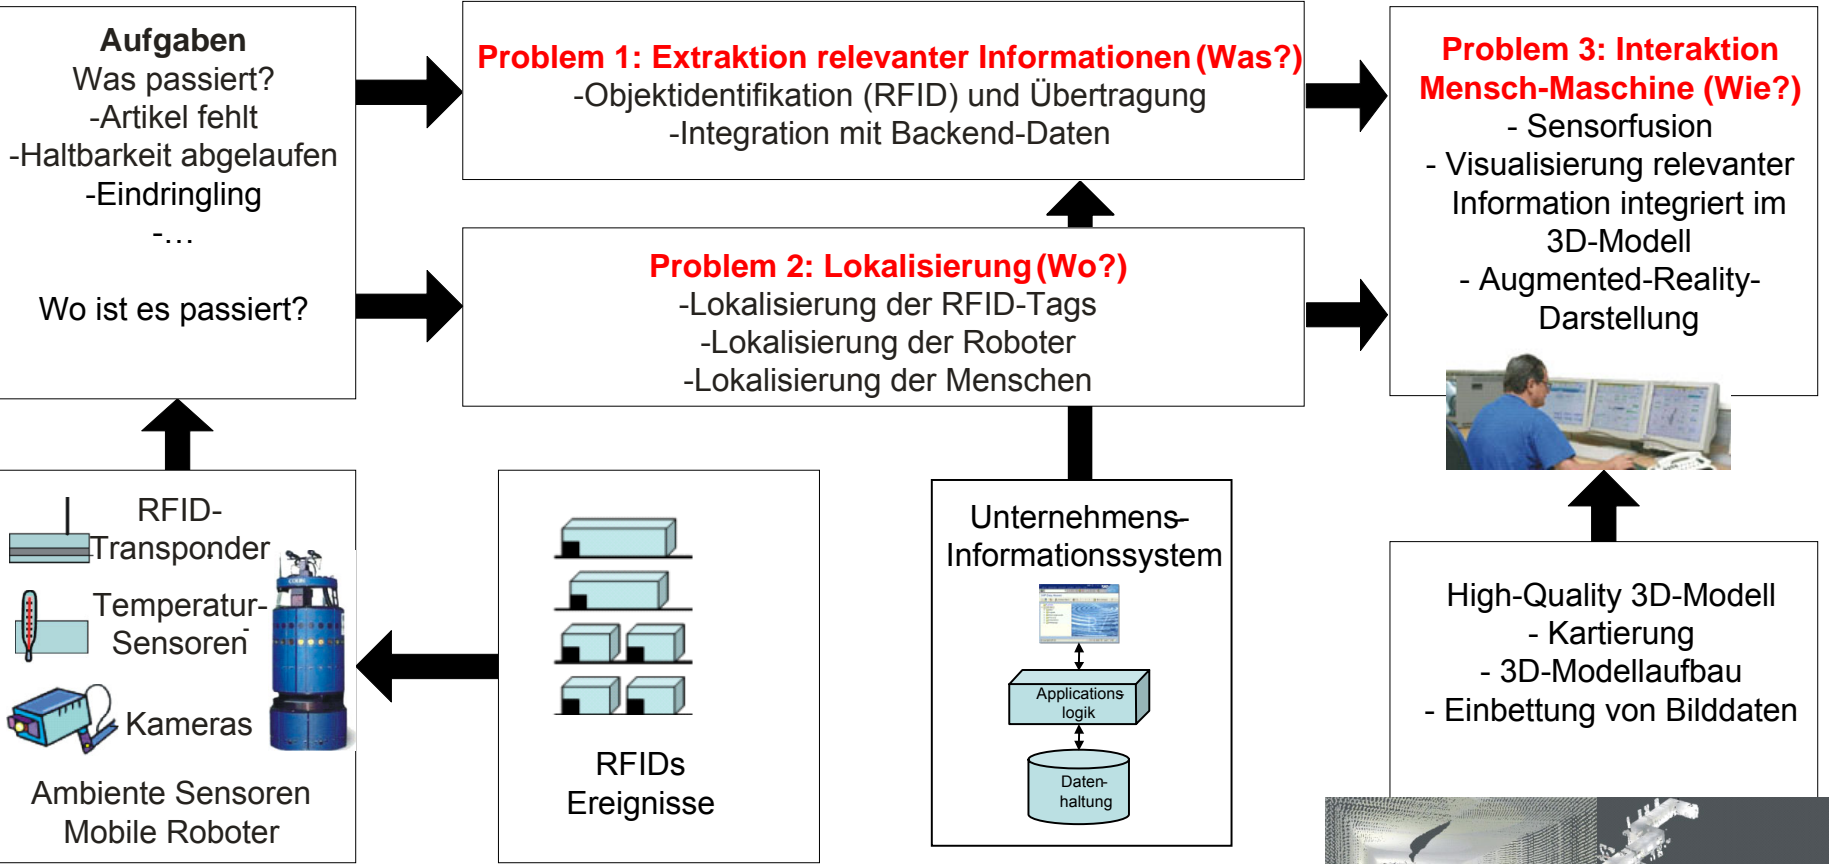 Aufgaben
Was passiert?
-Artikel fehlt
-Haltbarkeit abgelaufen
-Eindringling
-...
Wo ist es passiert?
Problem 1: Extraktion relevanter Informationen (Was?)
-Objektidentifikation (RFID) und Übertragung
-Integration mit Backend-Daten
Problem 2: Lokalisierung (Wo?)
-Lokalisierung der RFID-Tags
-Lokalisierung der Roboter
-Lokalisierung der Menschen
Problem 3: Interaktion
Mensch-Maschine (Wie?)
- Sensorfusion
- Visualisierung relevanter
Information integriert im
3D-Modell
- Augmented-Reality-
Darstellung
RFID-
Transponder
Temperatur-
Sensoren-
Kameras
Ambiente Sensoren
Mobile Roboter
RFIDs
Ereignisse
Unternehmens-
Informationssystem
Applications-
logik
Daten-
haltung
High-Quality 3D-Modell
- Kartierung
- 3D-Modellaufbau
- Einbettung von Bilddaten